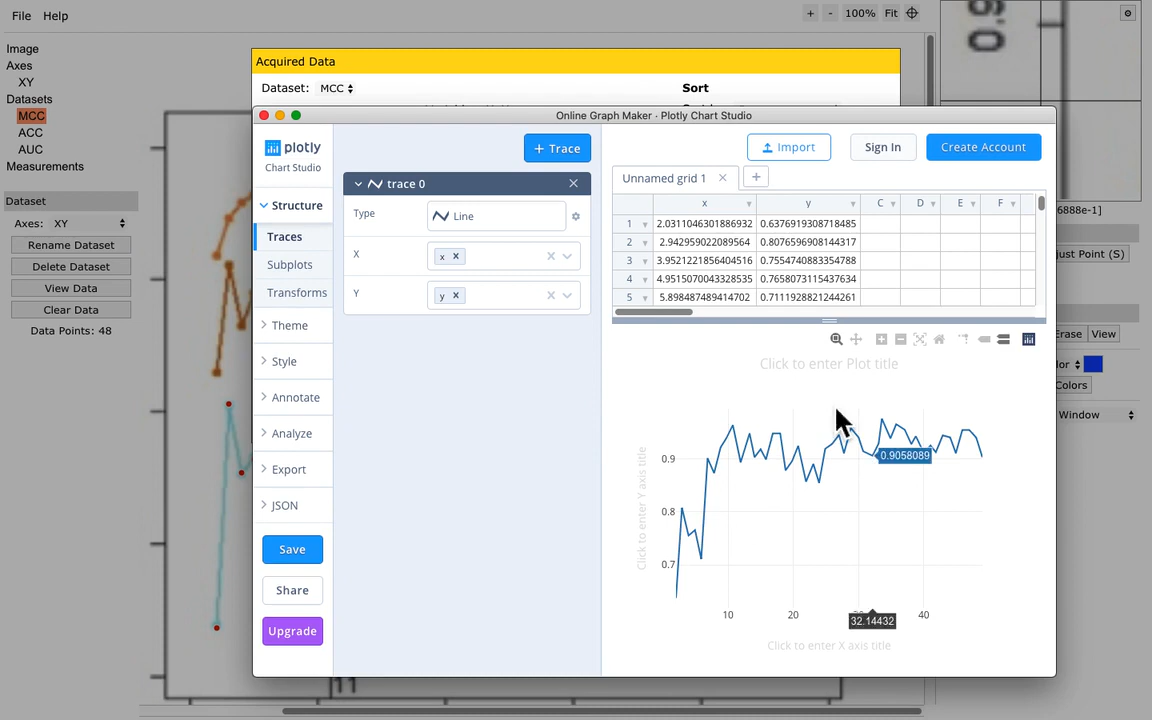 File Help
+ - 100% Fit
Image
Axes
XY
Datasets
MCC
ACC
AUC
Measurements
Dataset
Axes: XY
Rename Dataset
Delete Dataset
View Data
Clear Data
Data Points: 48
Acquired Data
Dataset: MCC
Sort
Online Graph Maker · Plotly Chart Studio
plotly
Chart Studio
Structure
Traces
Subplots
Transforms
Theme
Style
Annotate
Analyze
Export
JSON
Save
Share
Upgrade
+ Trace
trace 0
Type Line
X x
Y y
Import Sign In Create Account
Unnamed grid 1
x y C D E F
1 2.0311046301886932 0.6376919308718485
2 2.942959022089564 0.8076596908144317
3 3.9521221856404516 0.7554740883354788
4 4.9515070043328535 0.7658073115437634
5 5.898487489414702 0.7111928821244261
Click to enter Plot title
Click to enter Y axis title
0.9
0.8
0.7
0.9058089
10 20 40
32.14432
Click to enter X axis title
0.9
6888e-1]
just Point (S)
Erase View
lor
Colors
Window
11